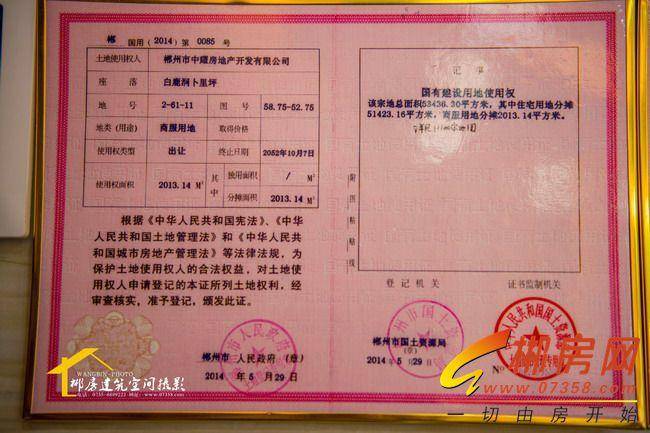 郴 国用（2014）第 0085 号
土地使用权人 郴州市中璟房地产开发有限公司
座 落 白鹿洞卜里坪
地 号 2-61-11 图 号 58.75-52.75
地类（用途） 商服用地 取得价格
使用权类型 出让 终止日期 2052年10月7日
使用权面积 2013.14 M² 其中 独用面积 / M²
分摊面积 2013.14 M²
根据《中华人民共和国宪法》、《中华
人民共和国土地管理法》和《中华人民共
和国城市房地产管理法》等法律法规，为
保护土地使用权人的合法权益，对土地使
用权人申请登记的本证所列土地权利，经
审查核实，准予登记，颁发此证。
郴州市 人民政府（章）
2014 年 5 月 29 日
记 事
国有建设用地使用权
该宗地总面积53436.30平方米，其中住宅用地分摊
51423.16平方米，商服用地分摊2013.14平方米。
附图粘贴线
登 记 机 关 证书监制机关
郴州市国土资源局
（章）
2014 年 5 月 29 日
N
WANGBIN·PHOTO
郴房建筑空间摄影
郴房网
www.07358.com
一切由房开始